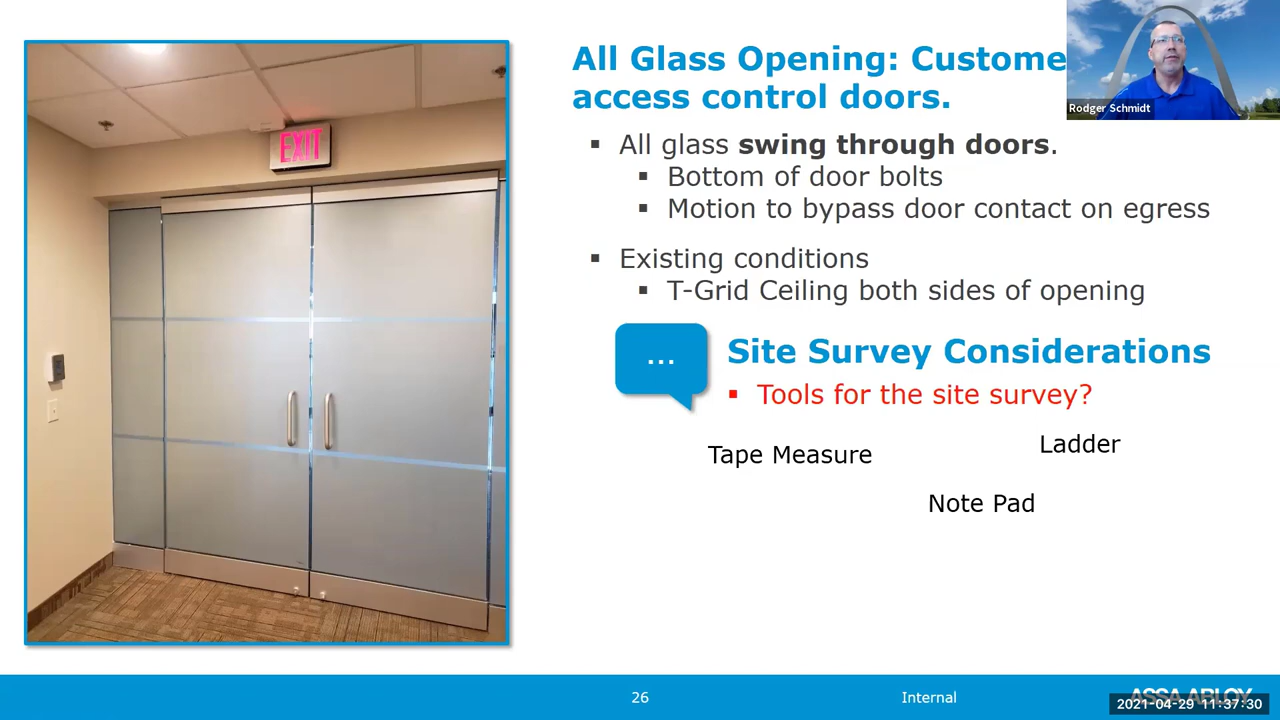 All Glass Opening: Custome
access control doors.
Rodger Schmidt
▪ All glass swing through doors.
▪ Bottom of door bolts
▪ Motion to bypass door contact on egress
▪ Existing conditions
▪ T-Grid Ceiling both sides of opening
...
Site Survey Considerations
▪ Tools for the site survey?
Tape Measure
Ladder
Note Pad
EXIT
26
Internal
ASSA ABLOY
2021-04-29 11:37:30